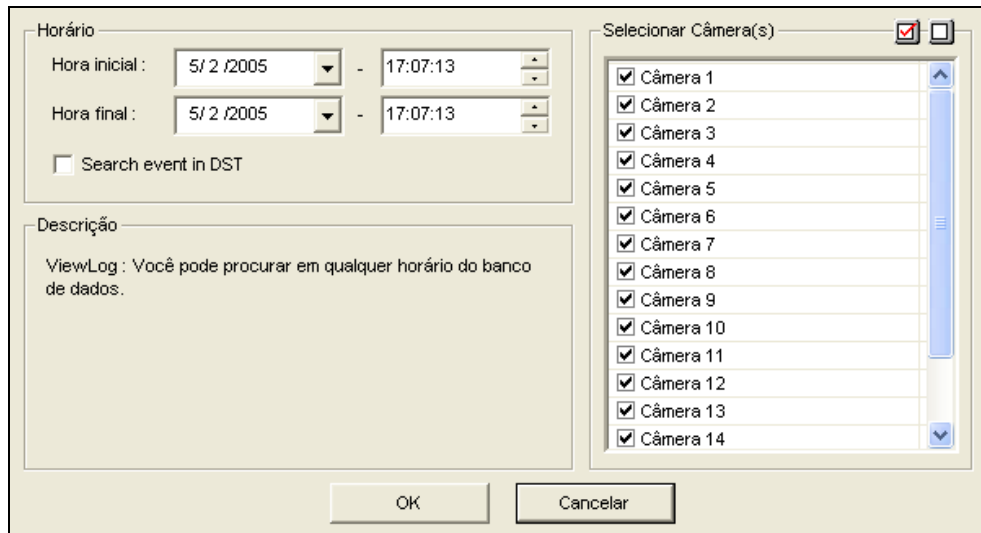 Horário
Hora inicial : 5/ 2 /2005 - 17:07:13
Hora final : 5/ 2 /2005 - 17:07:13
Search event in DST
Descrição
ViewLog : Você pode procurar em qualquer horário do banco
de dados.
Selecionar Câmera(s)
Câmera 1
Câmera 2
Câmera 3
Câmera 4
Câmera 5
Câmera 6
Câmera 7
Câmera 8
Câmera 9
Câmera 10
Câmera 11
Câmera 12
Câmera 13
Câmera 14
OK
Cancelar